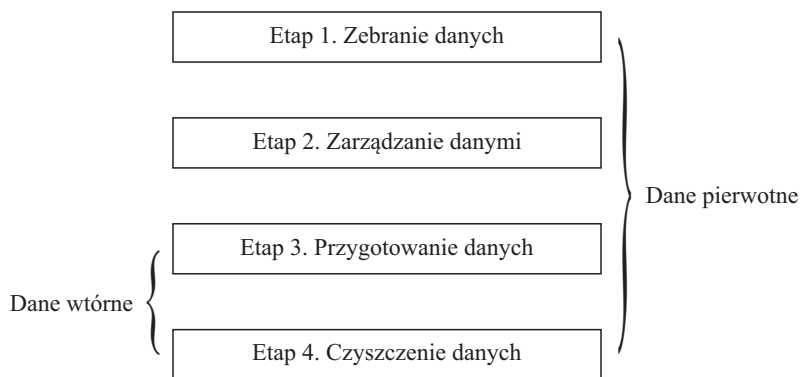 Etap 1. Zebranie danych
Etap 2. Zarządzanie danymi
Dane pierwotne
Etap 3. Przygotowanie danych
Dane wtórne
Etap 4. Czyszczenie danych